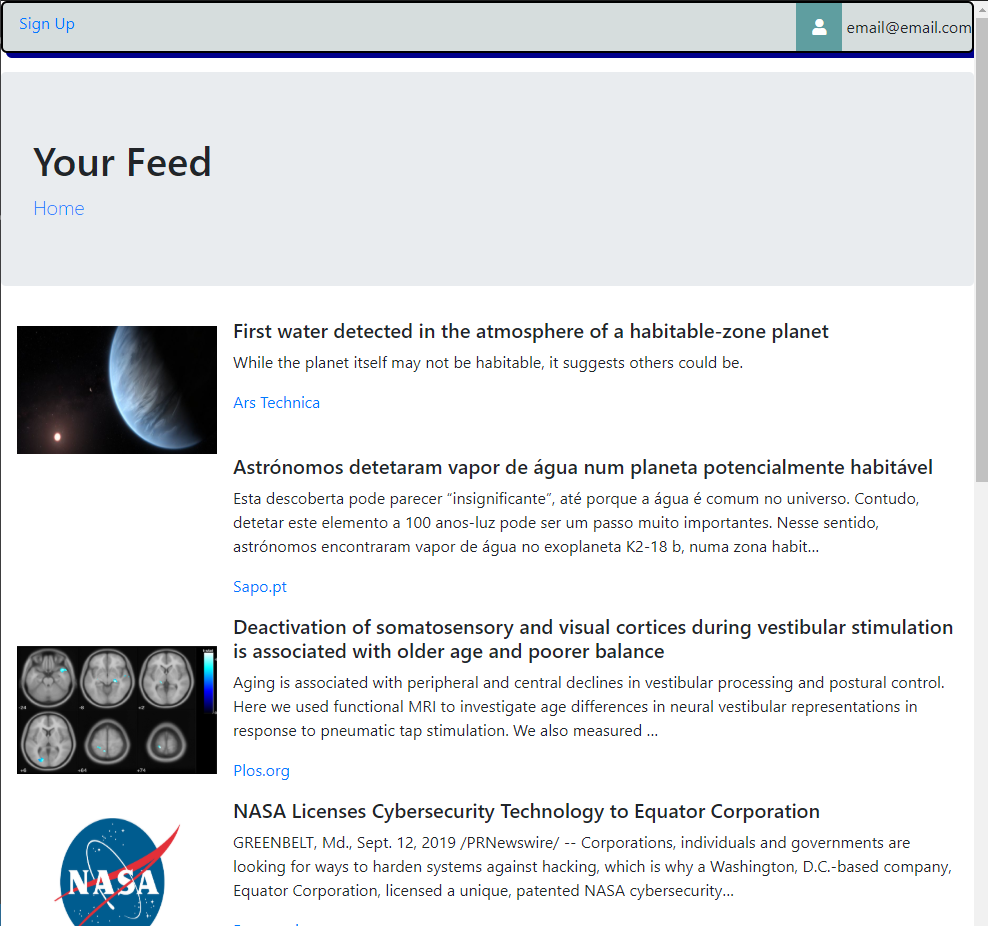 Sign Up
email@email.com
Your Feed
Home
First water detected in the atmosphere of a habitable-zone planet
While the planet itself may not be habitable, it suggests others could be.
Ars Technica
Astrónomos detetaram vapor de água num planeta potencialmente habitável
Esta descoberta pode parecer “insignificante”, até porque a água é comum no universo. Contudo,
detetar este elemento a 100 anos-luz pode ser um passo muito importantes. Nesse sentido,
astrónomos encontraram vapor de água no exoplaneta K2-18 b, numa zona habit…
Sapo.pt
Deactivation of somatosensory and visual cortices during vestibular stimulation
is associated with older age and poorer balance
Aging is associated with peripheral and central declines in vestibular processing and postural control.
Here we used functional MRI to investigate age differences in neural vestibular representations in
response to pneumatic tap stimulation. We also measured …
Plos.org
NASA Licenses Cybersecurity Technology to Equator Corporation
GREENBELT, Md., Sept. 12, 2019 /PRNewswire/ -- Corporations, individuals and governments are
looking for ways to harden systems against hacking, which is why a Washington, D.C.-based company,
Equator Corporation, licensed a unique, patented NASA cybersecurity…
NASA